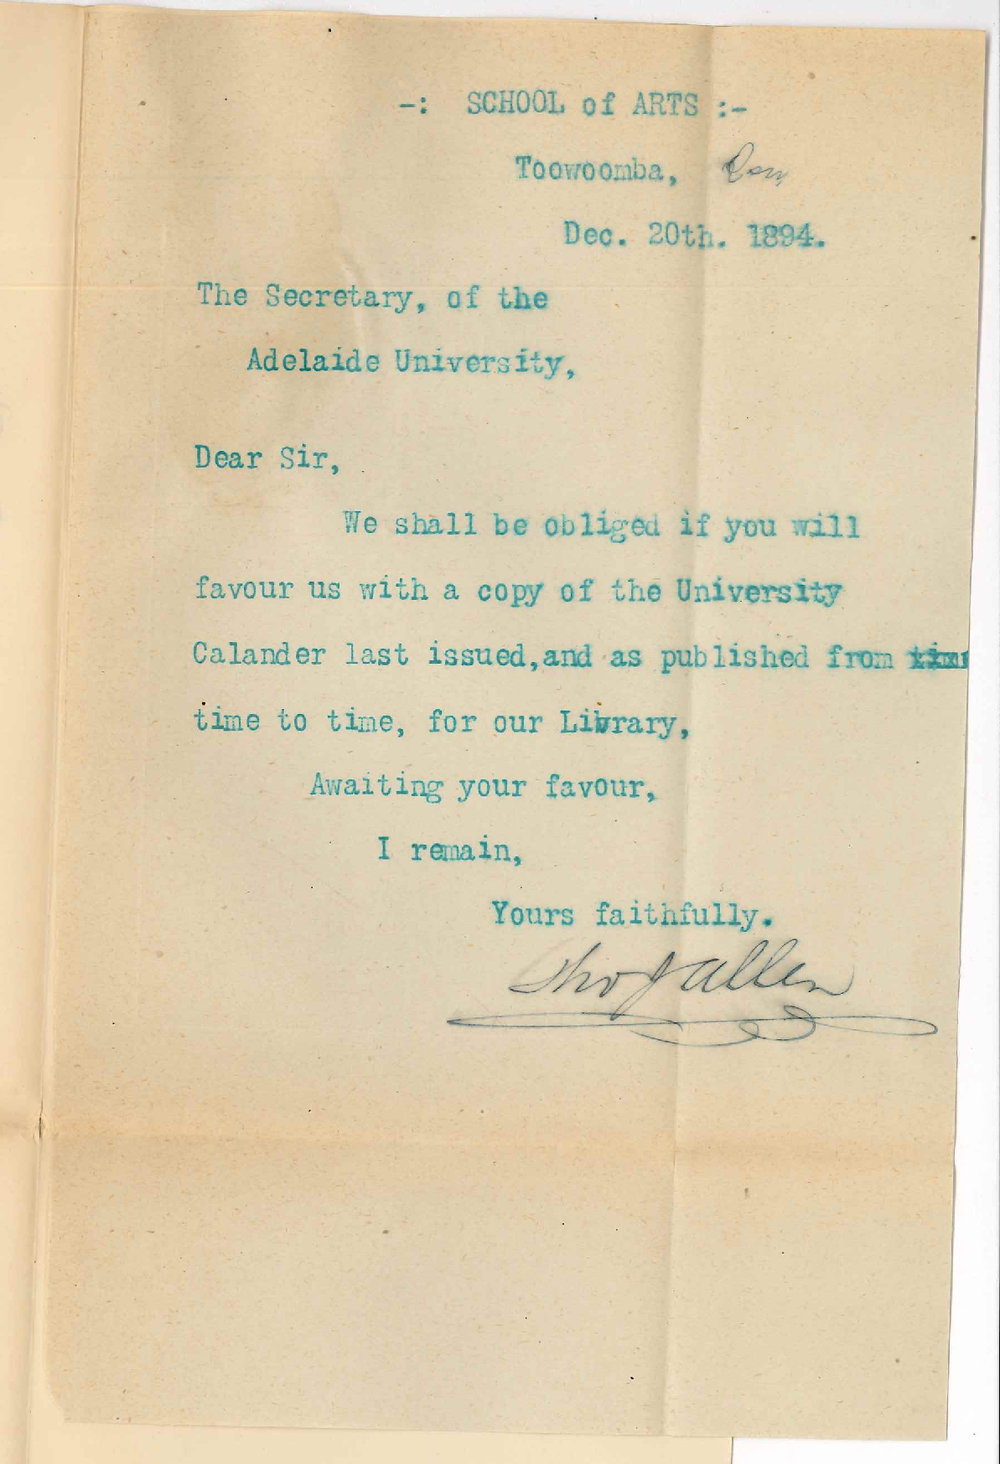 -: SCHOOL of ARTS :-
Toowoomba,
Dec. 20th. 1894.
The Secretary, of the
Adelaide University,
Dear Sir,
We shall be obliged if you will
favour us with a copy of the University
Calander last issued,and as published from
time to time, for our Library,
Awaiting your favour,
I remain,
Yours faithfully.
Tho J Allen